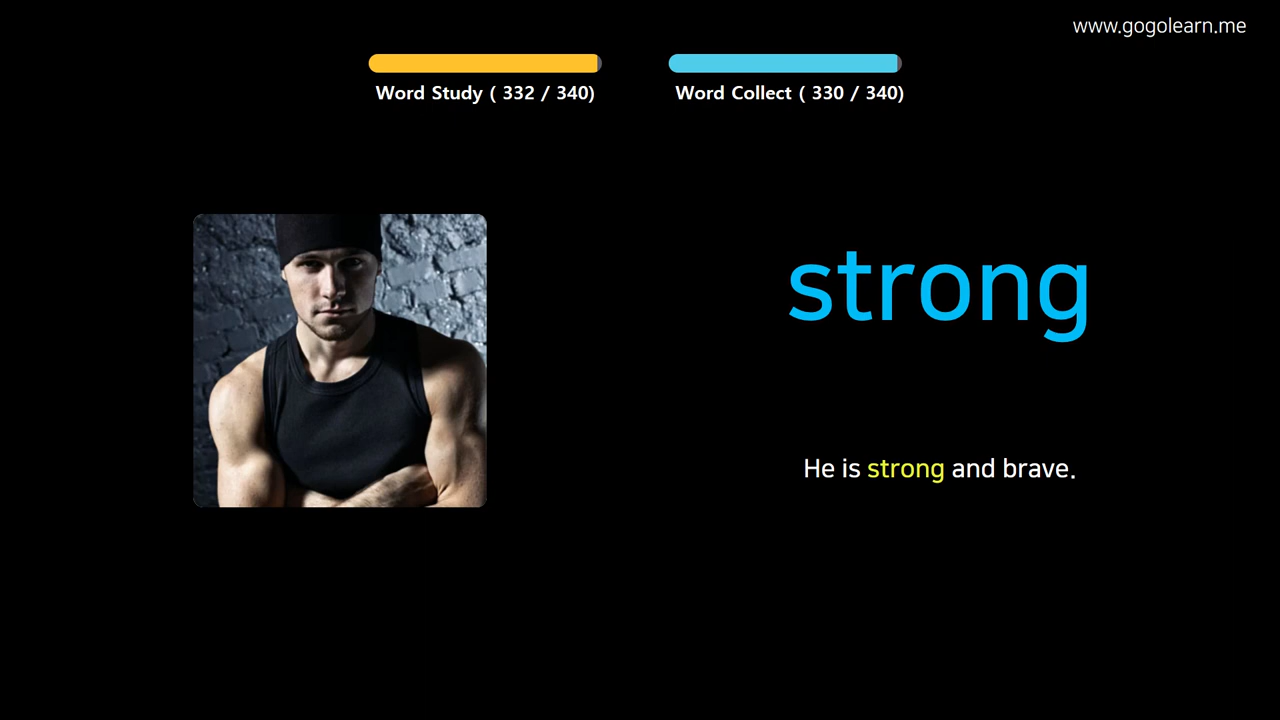 www.gogolearn.me
Word Study ( 332 / 340)
Word Collect ( 330 / 340)
strong
He is strong and brave.